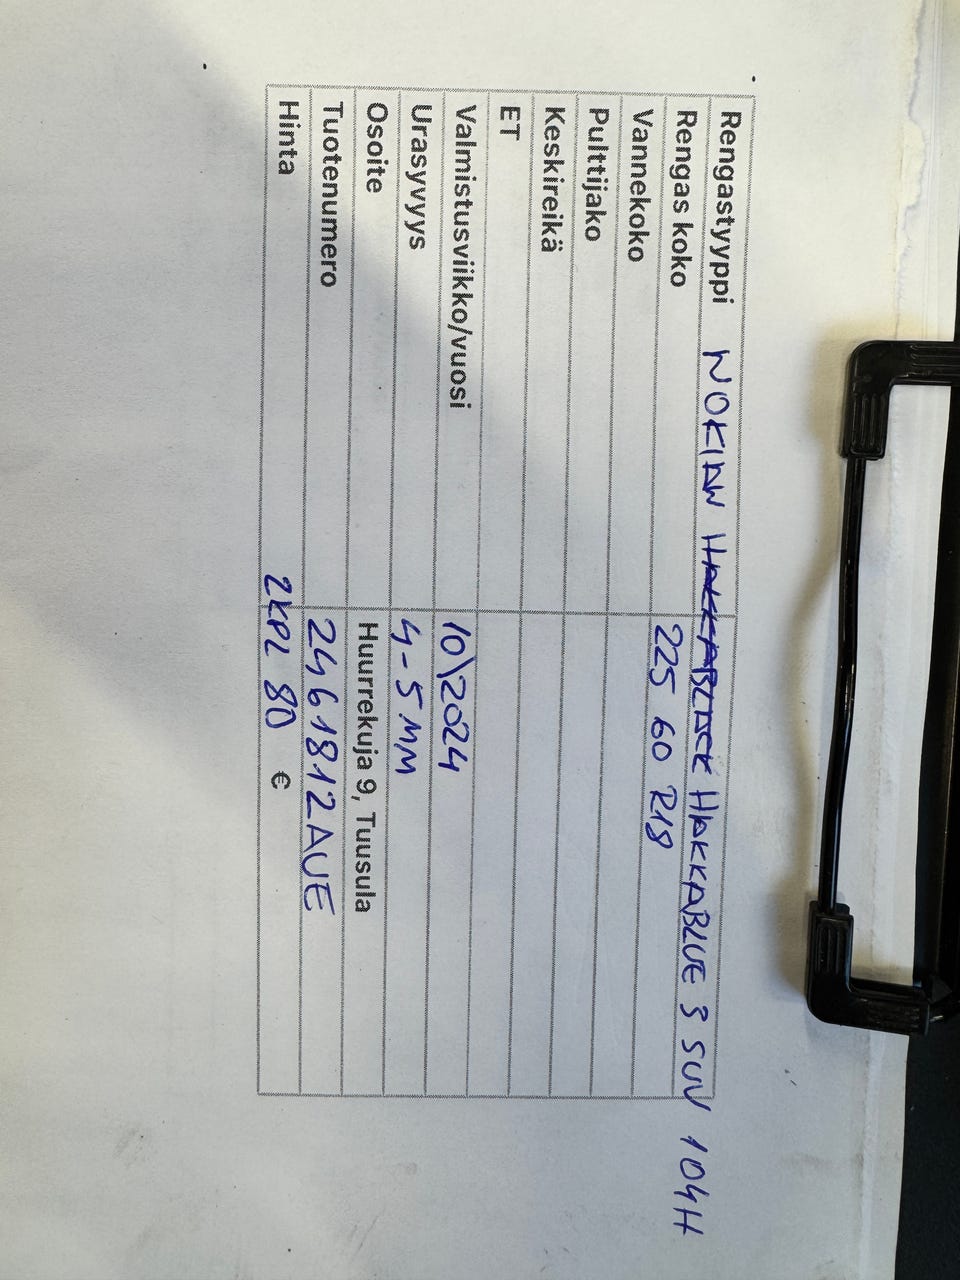 Rengastyyppi NOKIAN HAKKABLACK HAKKABLUE 3 SUV 104H
Rengas koko 225 60 R18
Vannekoko
Pulttijako
Keskireikä
ET
Valmistusviikko/vuosi 10\2024
Urasyvyys 4-5 MM
Osoite Huurrekuja 9, Tuusula
Tuotenumero 2461812AUE
Hinta 2KPL 80 €